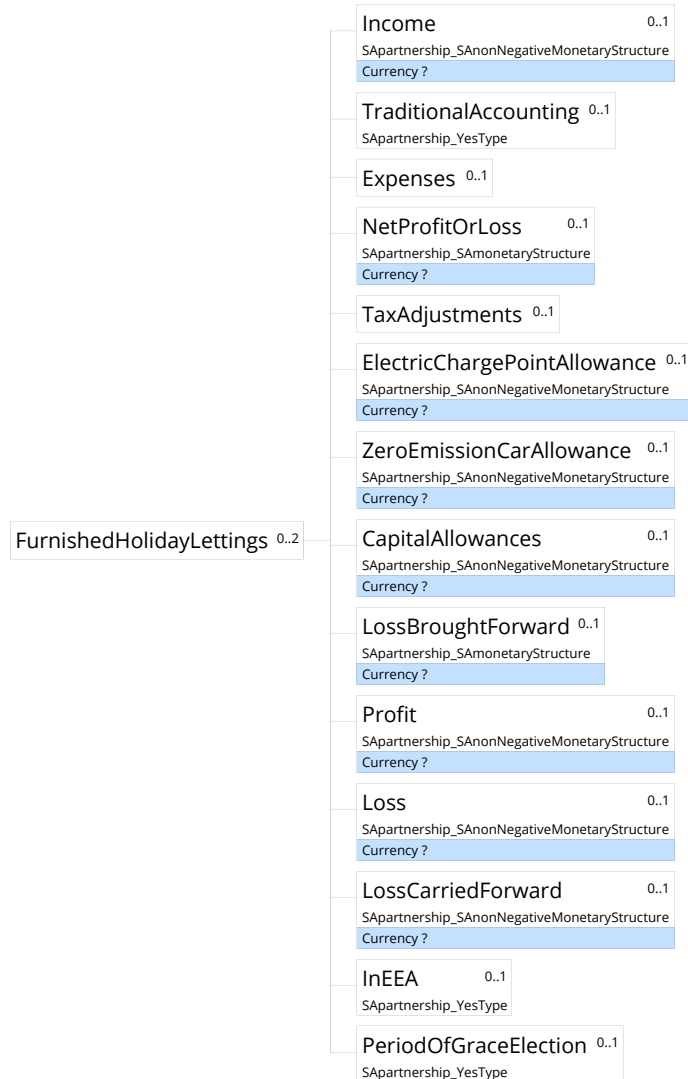 Income 0..1
SApartnership_SAnonNegativeMonetaryStructure
Currency ?
TraditionalAccounting 0..1
SApartnership_YesType
Expenses 0..1
NetProfitOrLoss 0..1
SApartnership_SAmonetaryStructure
Currency ?
TaxAdjustments 0..1
ElectricChargePointAllowance 0..1
SApartnership_SAnonNegativeMonetaryStructure
Currency ?
ZeroEmissionCarAllowance 0..1
SApartnership_SAnonNegativeMonetaryStructure
Currency ?
FurnishedHolidayLettings 0..2
CapitalAllowances 0..1
SApartnership_SAnonNegativeMonetaryStructure
Currency ?
LossBroughtForward 0..1
SApartnership_SAmonetaryStructure
Currency ?
Profit 0..1
SApartnership_SAnonNegativeMonetaryStructure
Currency ?
Loss 0..1
SApartnership_SAnonNegativeMonetaryStructure
Currency ?
LossCarriedForward 0..1
SApartnership_SAnonNegativeMonetaryStructure
Currency ?
InEEA 0..1
SApartnership_YesType
PeriodOfGraceElection 0..1
SApartnership_YesType